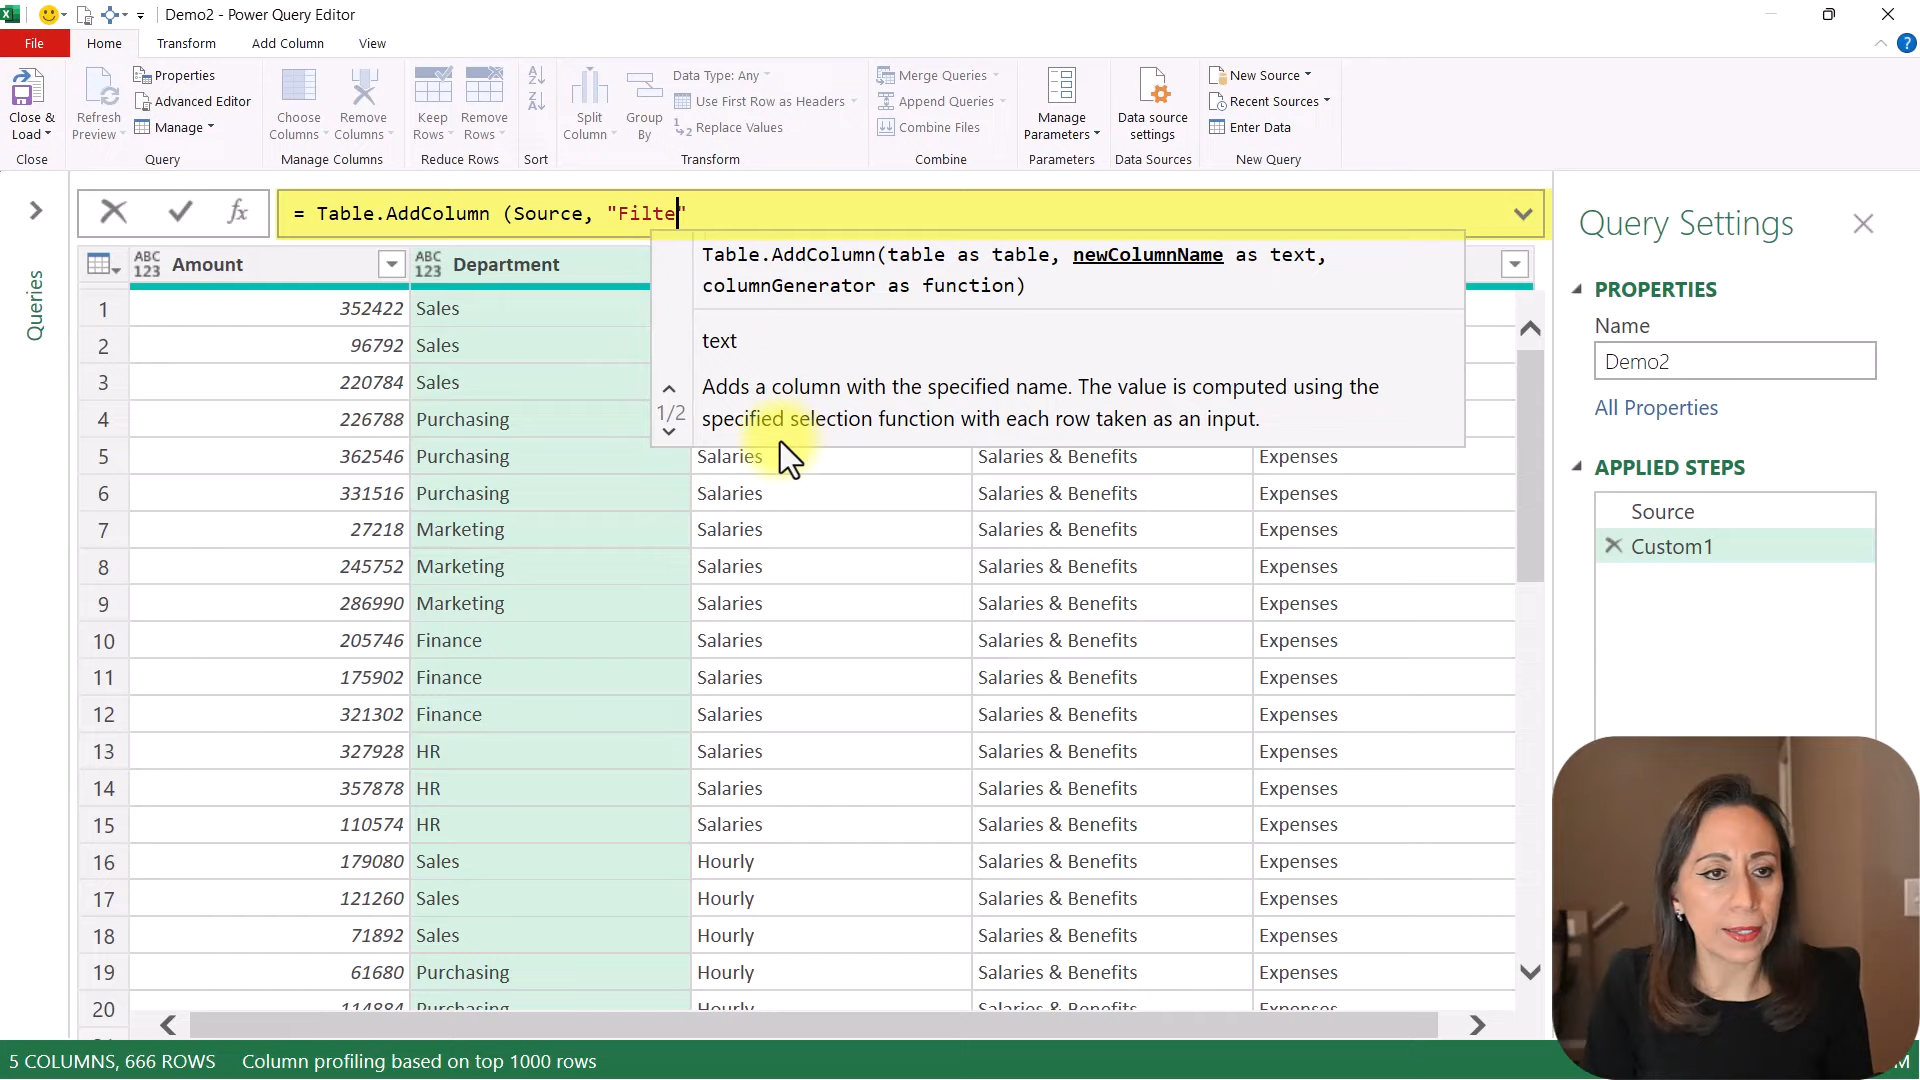 Demo2 - Power Query Editor
File Home Transform Add Column View
Close & Load
Close
Refresh Preview
Properties
Advanced Editor
Manage
Query
Choose Columns
Remove Columns
Manage Columns
Keep Rows
Remove Rows
Reduce Rows
A Z
Z A
Sort
Split Column
Group By
Data Type: Any
Use First Row as Headers
1 2 Replace Values
Transform
Merge Queries
Append Queries
Combine Files
Combine
Manage Parameters
Parameters
Data source settings
Data Sources
New Source
Recent Sources
Enter Data
New Query
Queries
fx
= Table.AddColumn (Source, "Filte"
Table.AddColumn(table as table, newColumnName as text,
columnGenerator as function)
text
Adds a column with the specified name. The value is computed using the
specified selection function with each row taken as an input.
1/2
ABC 123 Amount ABC 123 Department
1 352422 Sales
2 96792 Sales
3 220784 Sales
4 226788 Purchasing
5 362546 Purchasing Salaries Salaries & Benefits Expenses
6 331516 Purchasing Salaries Salaries & Benefits Expenses
7 27218 Marketing Salaries Salaries & Benefits Expenses
8 245752 Marketing Salaries Salaries & Benefits Expenses
9 286990 Marketing Salaries Salaries & Benefits Expenses
10 205746 Finance Salaries Salaries & Benefits Expenses
11 175902 Finance Salaries Salaries & Benefits Expenses
12 321302 Finance Salaries Salaries & Benefits Expenses
13 327928 HR Salaries Salaries & Benefits Expenses
14 357878 HR Salaries Salaries & Benefits Expenses
15 110574 HR Salaries Salaries & Benefits Expenses
16 179080 Sales Hourly Salaries & Benefits Expenses
17 121260 Sales Hourly Salaries & Benefits Expenses
18 71892 Sales Hourly Salaries & Benefits Expenses
19 61680 Purchasing Hourly Salaries & Benefits Expenses
20 114884 Purchasing Hourly Salaries & Benefits Expenses
Query Settings
PROPERTIES
Name
Demo2
All Properties
APPLIED STEPS
Source
Custom1
5 COLUMNS, 666 ROWS Column profiling based on top 1000 rows
M